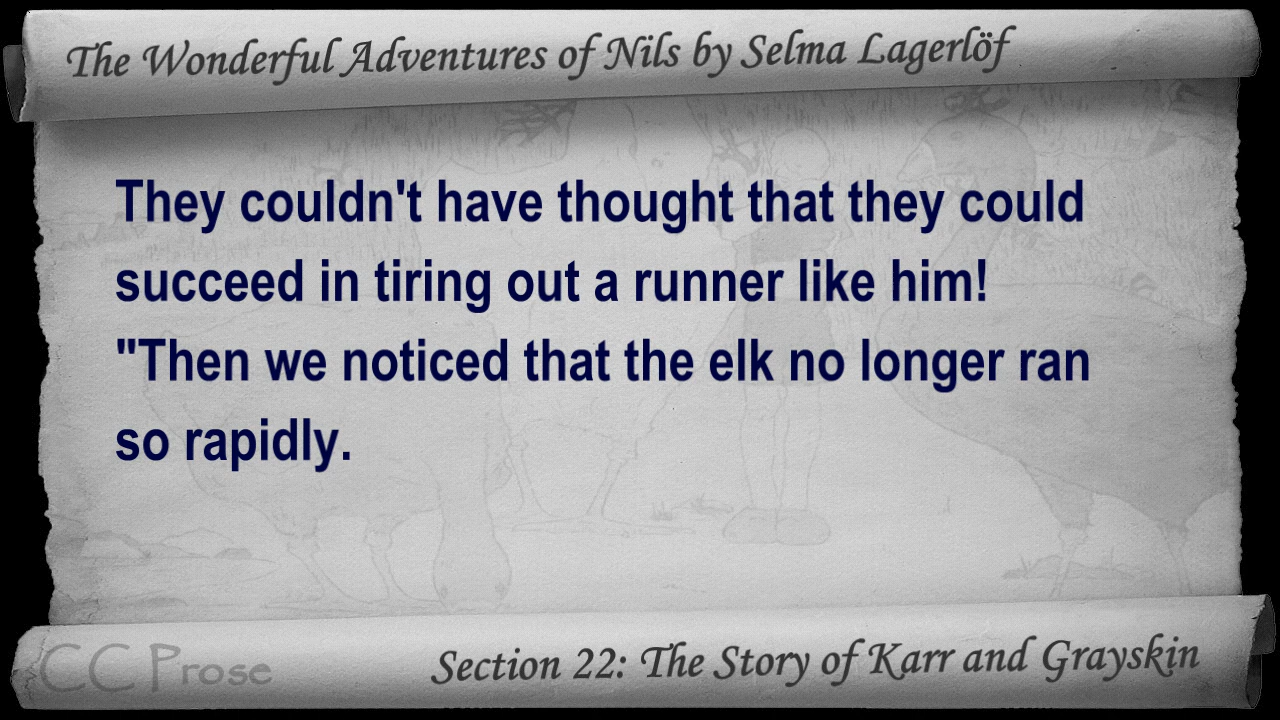 The Wonderful Adventures of Nils by Selma Lagerlöf
They couldn't have thought that they could
succeed in tiring out a runner like him!
"Then we noticed that the elk no longer ran
so rapidly.
CC Prose
Section 22: The Story of Karr and Grayskin